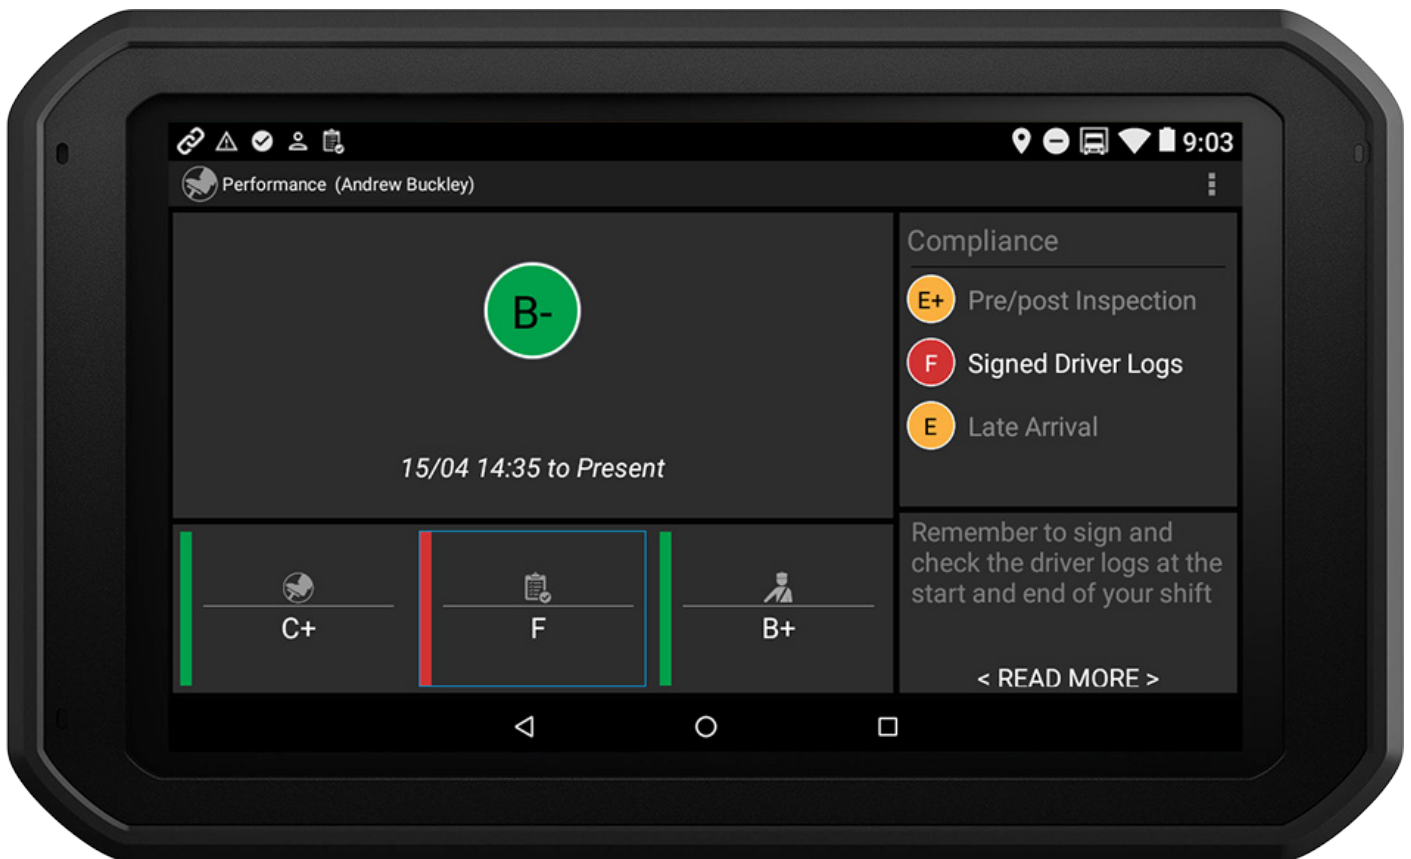 9:03
Performance (Andrew Buckley)
B-
15/04 14:35 to Present
C+
F
B+
Compliance
E+ Pre/post Inspection
F Signed Driver Logs
E Late Arrival
Remember to sign and
check the driver logs at the
start and end of your shift
< READ MORE >